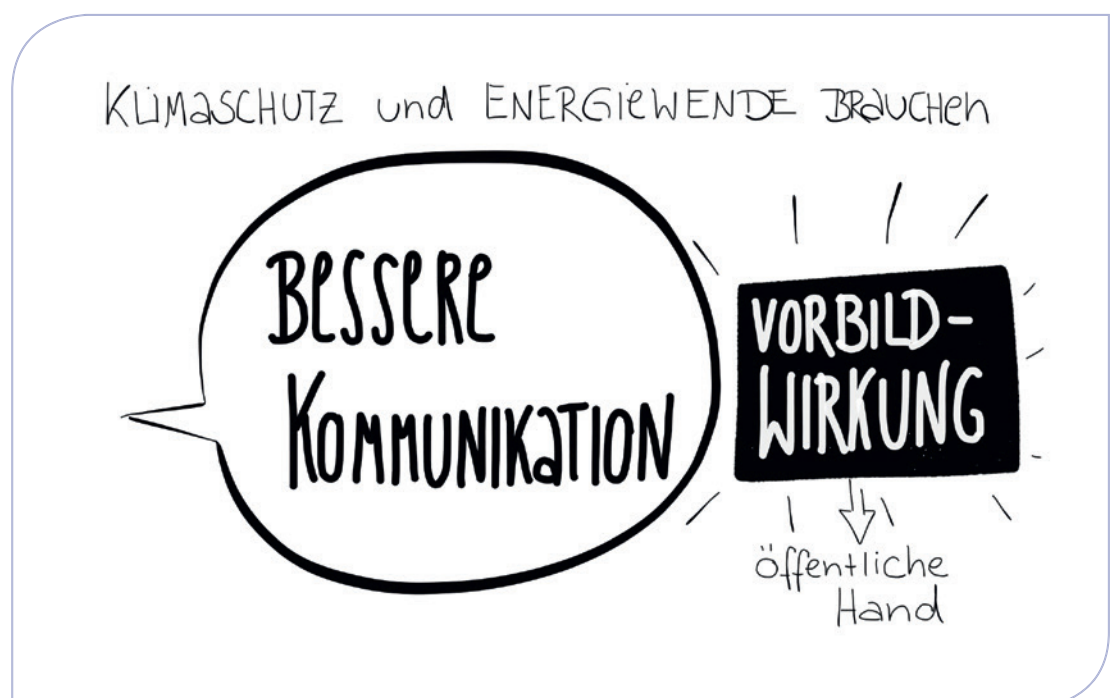 KLIMaSCHUTZ und ENERGieWENDE BRauCHen
BeSSeRe
KOMMUNIKaTION
VORBILD-
WIRKUNG
öffentliche
Hand